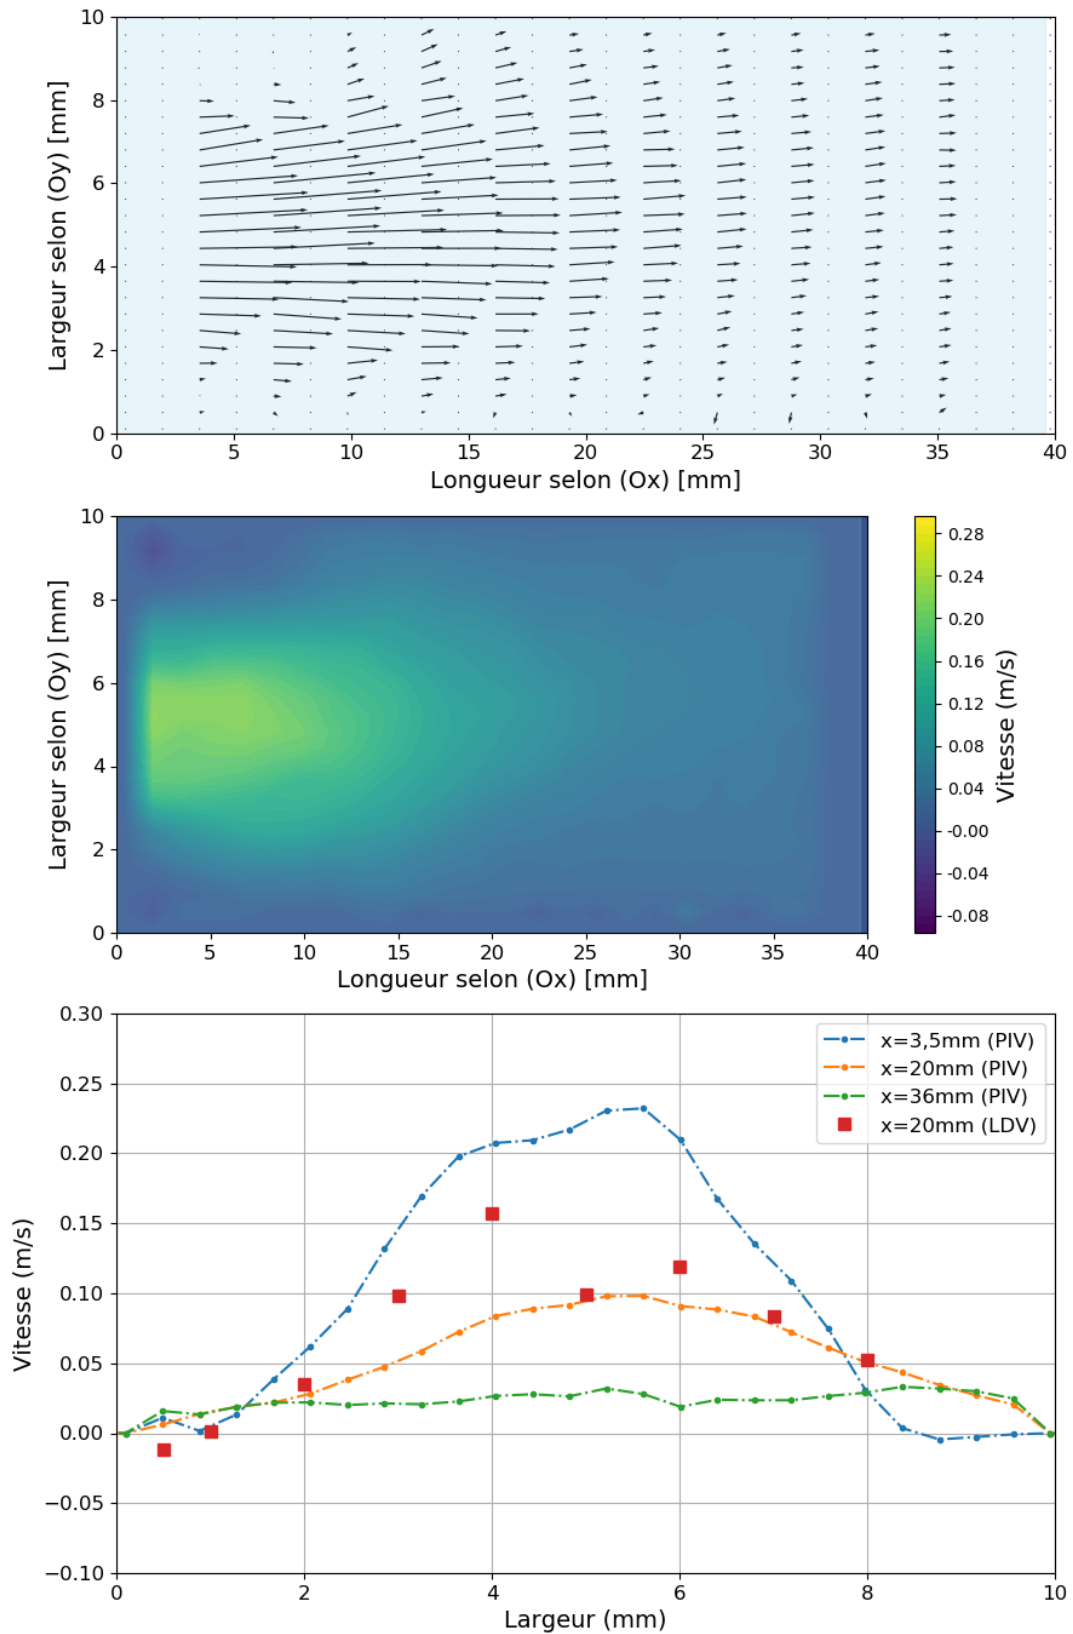 10
8
6
4
2
0
Largeur selon (Oy) [mm]
0 5 10 15 20 25 30 35 40
Longueur selon (Ox) [mm]
10
8
6
4
2
0
Largeur selon (Oy) [mm]
0 5 10 15 20 25 30 35 40
Longueur selon (Ox) [mm]
0.28
0.24
0.20
0.16
0.12
0.08
0.04
-0.00
-0.04
-0.08
Vitesse (m/s)
0.30
0.25
0.20
0.15
0.10
0.05
0.00
−0.05
−0.10
Vitesse (m/s)
x=3,5mm (PIV)
x=20mm (PIV)
x=36mm (PIV)
x=20mm (LDV)
0 2 4 6 8 10
Largeur (mm)